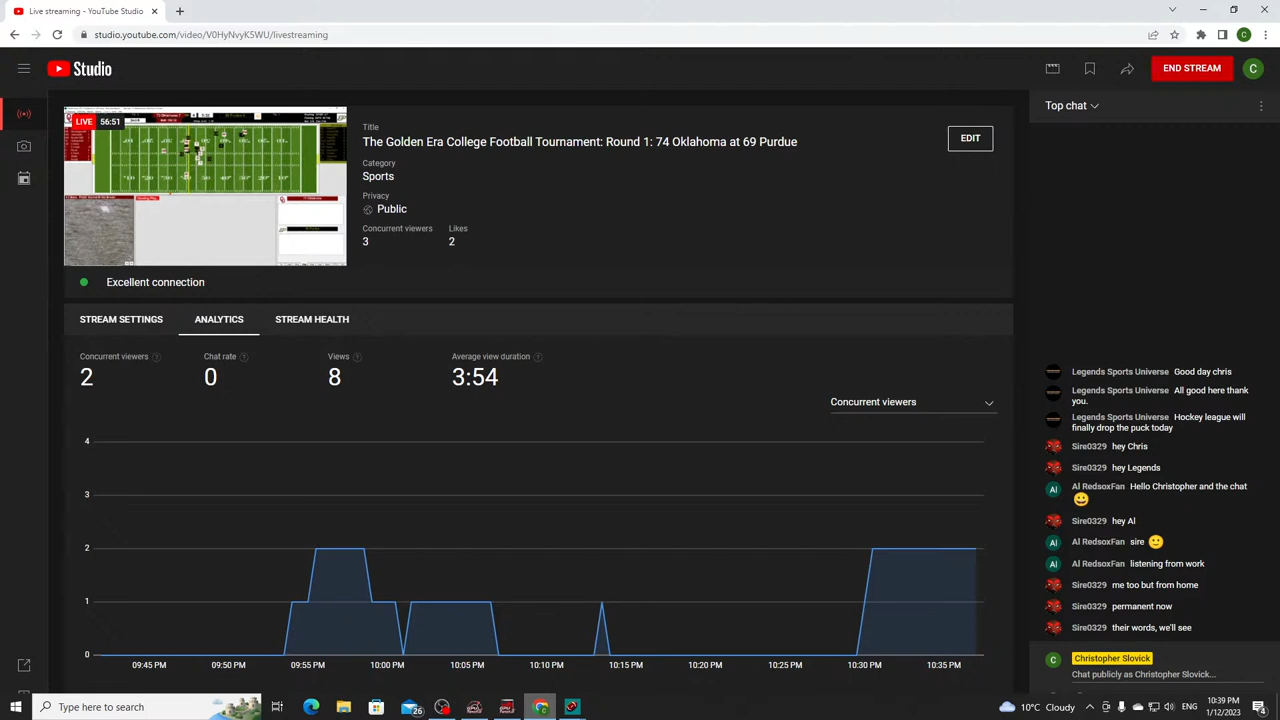 Live streaming - YouTube Studio
studio.youtube.com/video/V0HyNvyK5WU/livestreaming
C
Studio
END STREAM
C
LIVE 56:51
Title
The Golden Era College Football Tournament: Round 1: 74 Oklahoma at 69 Purdue
EDIT
Category
Sports
Privacy
Public
Concurrent viewers Likes
3 2
Excellent connection
STREAM SETTINGS ANALYTICS STREAM HEALTH
Concurrent viewers Chat rate Views Average view duration
2 0 8 3:54
Concurrent viewers
4
3
2
1
0
09:45 PM 09:50 PM 09:55 PM 10:00 PM 10:05 PM 10:10 PM 10:15 PM 10:20 PM 10:25 PM 10:30 PM 10:35 PM
Top chat
Legends Sports Universe Good day chris
Legends Sports Universe All good here thank
you.
Legends Sports Universe Hockey league will
finally drop the puck today
Sire0329 hey Chris
Sire0329 hey Legends
Al RedsoxFan Hello Christopher and the chat
Sire0329 hey Al
Al RedsoxFan sire
Al RedsoxFan listening from work
Sire0329 me too but from home
Sire0329 permanent now
Sire0329 their words, we'll see
Christopher Slovick
Chat publicly as Christopher Slovick...
Type here to search
26
10°C Cloudy
10:39 PM
1/12/2023
4